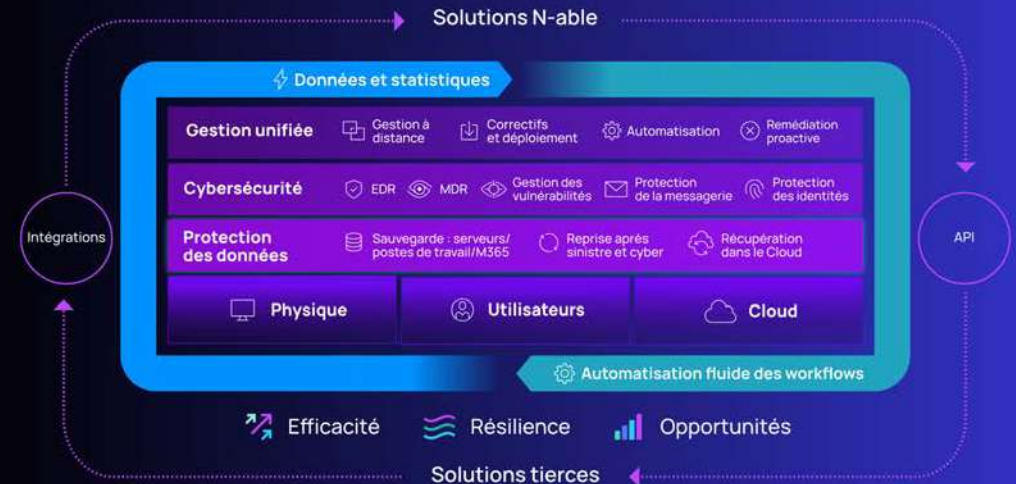 Solutions N-able
Données et statistiques
Gestion unifiée
Gestion à
distance
Correctifs
et déploiement
Automatisation
Remédiation
proactive
Cybersécurité
EDR
MDR
Gestion des
vulnérabilités
Protection
de la messagerie
Protection
des identités
Intégrations
API
Protection
des données
Sauvegarde : serveurs/
postes de travail/M365
Reprise après
sinistre et cyber
Récupération
dans le Cloud
Physique
Utilisateurs
Cloud
Automatisation fluide des workflows
Efficacité
Résilience
Opportunités
Solutions tierces